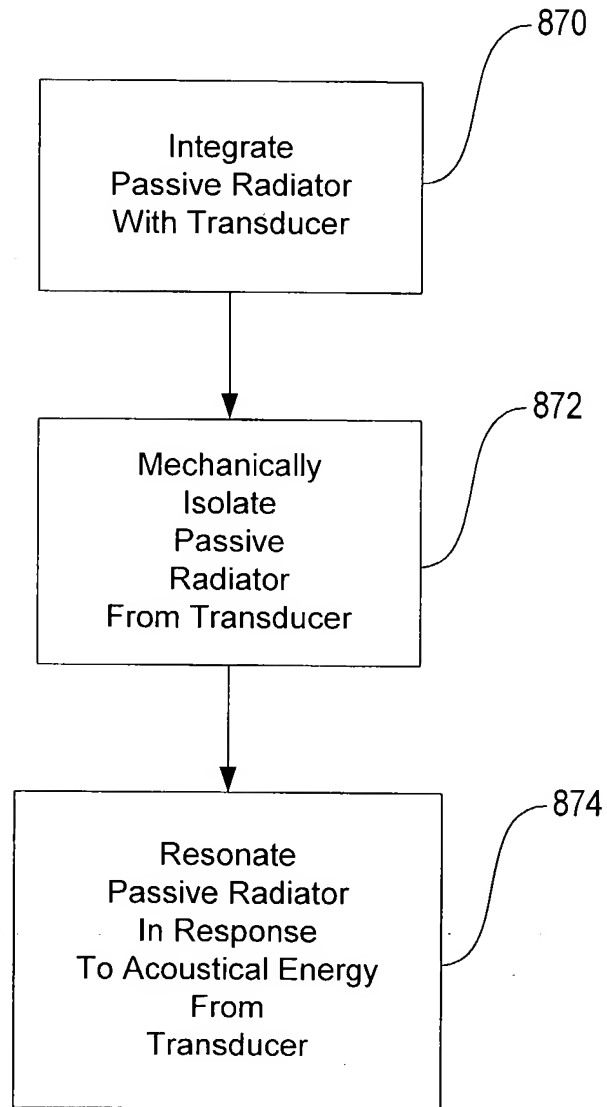 870
Integrate
Passive Radiator
With Transducer
872
Mechanically
Isolate
Passive
Radiator
From Transducer
874
Resonate
Passive Radiator
In Response
To Acoustical Energy
From
Transducer